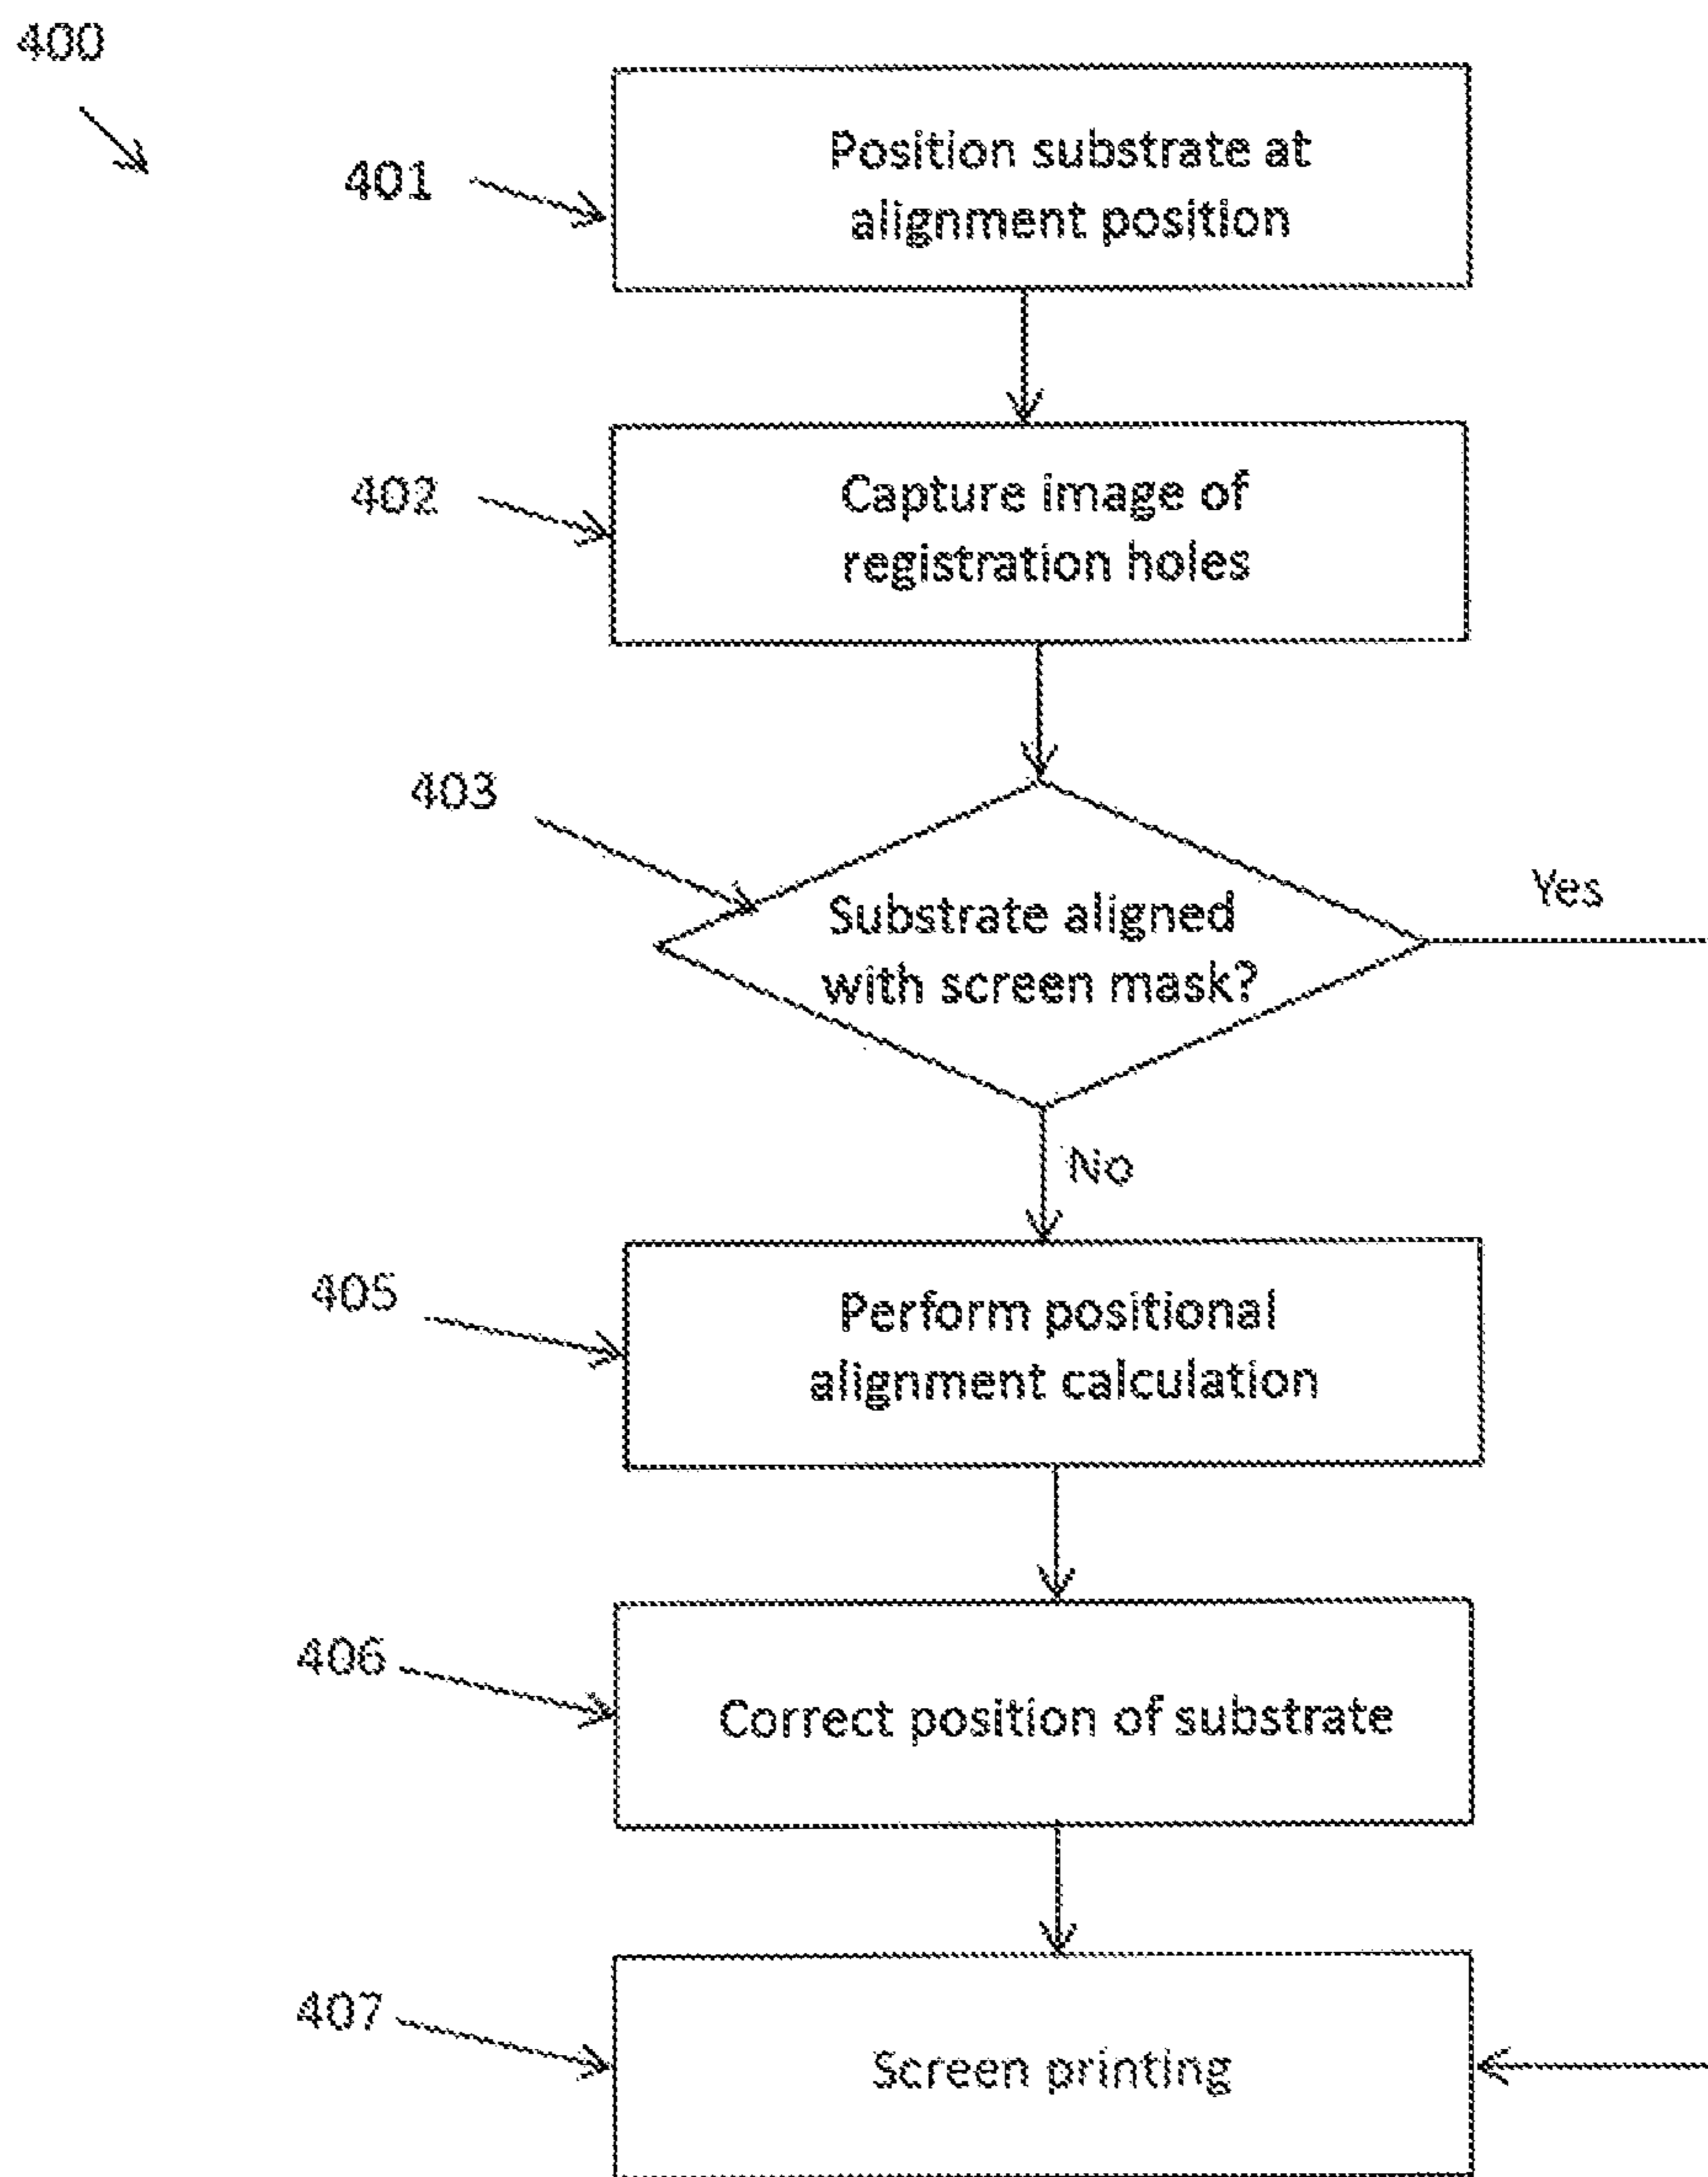 400
401
Position substrate at
alignment position
402
Capture image of
registration holes
403
Substrate aligned
with screen mask?
Yes
No
405
Perform positional
alignment calculation
406
Correct position of substrate
407
Screen printing